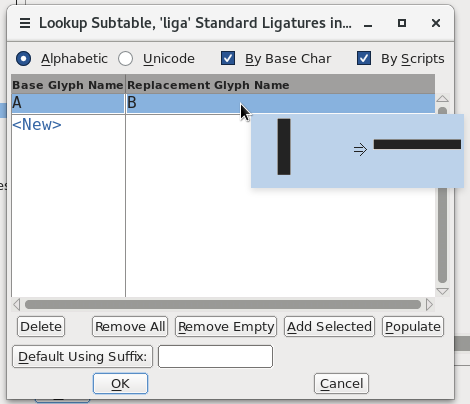 Lookup Subtable, 'liga' Standard Ligatures in...
Alphabetic Unicode By Base Char By Scripts
Base Glyph Name Replacement Glyph Name
A B
<New>
⇒
Delete Remove All Remove Empty Add Selected Populate
Default Using Suffix:
OK Cancel